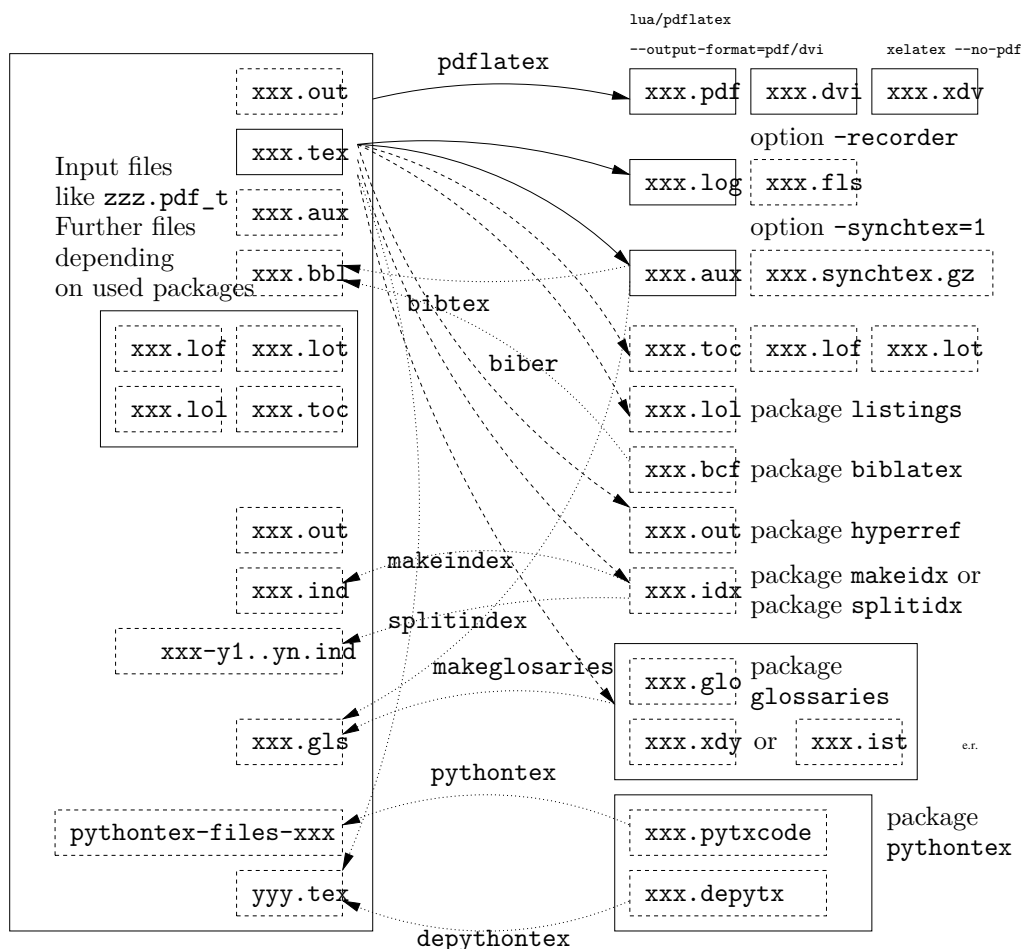 lua/pdflatex
--output-format=pdf/dvi
xelatex --no-pdf
pdflatex
xxx.out
xxx.pdf
xxx.dvi
xxx.xdv
option -recorder
xxx.tex
Input files
like zzz.pdf_t
Further files
depending
on used packages
xxx.log
xxx.fls
xxx.aux
option -synchtex=1
xxx.bbl
xxx.aux
xxx.synchtex.gz
bibtex
xxx.lof
xxx.lot
biber
xxx.toc
xxx.lof
xxx.lot
xxx.lol
xxx.toc
xxx.lol
package listings
xxx.bcf
package biblatex
xxx.out
xxx.out
package hyperref
makeindex
xxx.ind
xxx.idx
package makeidx or
package splitidx
splitindex
xxx-y1..yn.ind
makeglosaries
xxx.glo
package
glossaries
xxx.gls
xxx.xdy or
xxx.ist
e.r.
pythontex
pythontex-files-xxx
xxx.pytxcode
package
pythontex
yyy.tex
xxx.depytx
depythontex